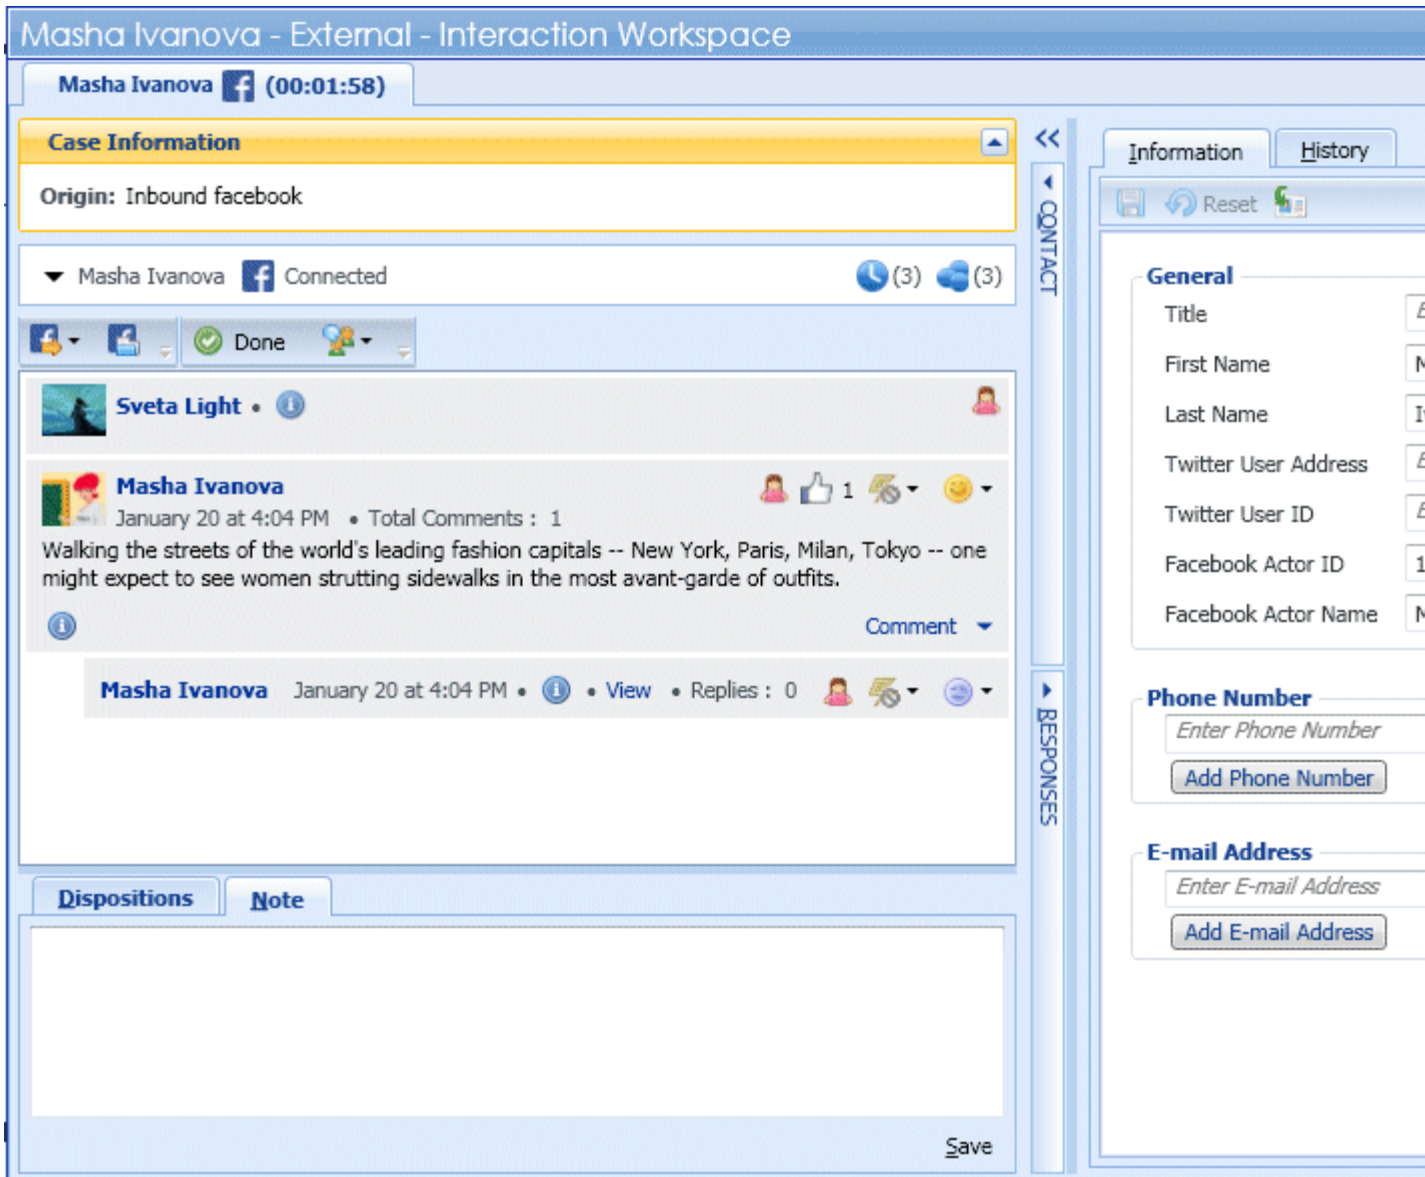 Masha Ivanova - External - Interaction Workspace
Masha Ivanova (00:01:58)
Case Information
Origin: Inbound facebook
Masha Ivanova Connected (3) (3)
Done
Sveta Light •
Masha Ivanova
1
January 20 at 4:04 PM • Total Comments : 1
Walking the streets of the world's leading fashion capitals -- New York, Paris, Milan, Tokyo -- one
might expect to see women strutting sidewalks in the most avant-garde of outfits.
Comment
Masha Ivanova January 20 at 4:04 PM • • View • Replies : 0
Dispositions Note
Save
<<
CONTACT
RESPONSES
Information History
Reset
General
Title
First Name M
Last Name
Twitter User Address
Twitter User ID
Facebook Actor ID 1
Facebook Actor Name M
Phone Number
Enter Phone Number
Add Phone Number
E-mail Address
Enter E-mail Address
Add E-mail Address